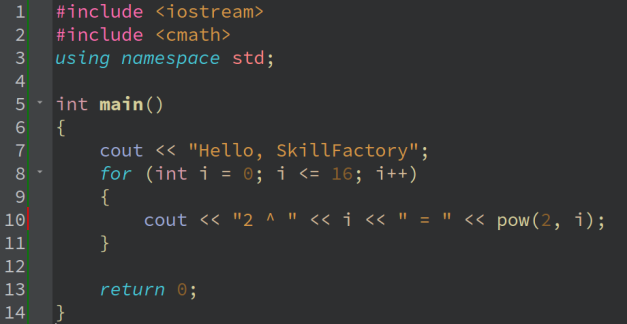 1 #include <iostream>
2 #include <cmath>
3 using namespace std;
4
5 int main()
6 {
7     cout << "Hello, SkillFactory";
8     for (int i = 0; i <= 16; i++)
9     {
10         cout << "2 ^ " << i << " = " << pow(2, i);
11     }
12
13     return 0;
14 }